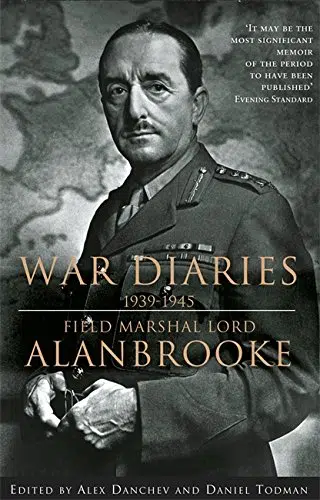 'It may be the
most significant
memoir
of the period
to have been
published'
Evening Standard
WAR DIARIES
1939-1945
FIELD MARSHAL LORD
ALANBROOKE
Edited by Alex Danchev and Daniel Todman